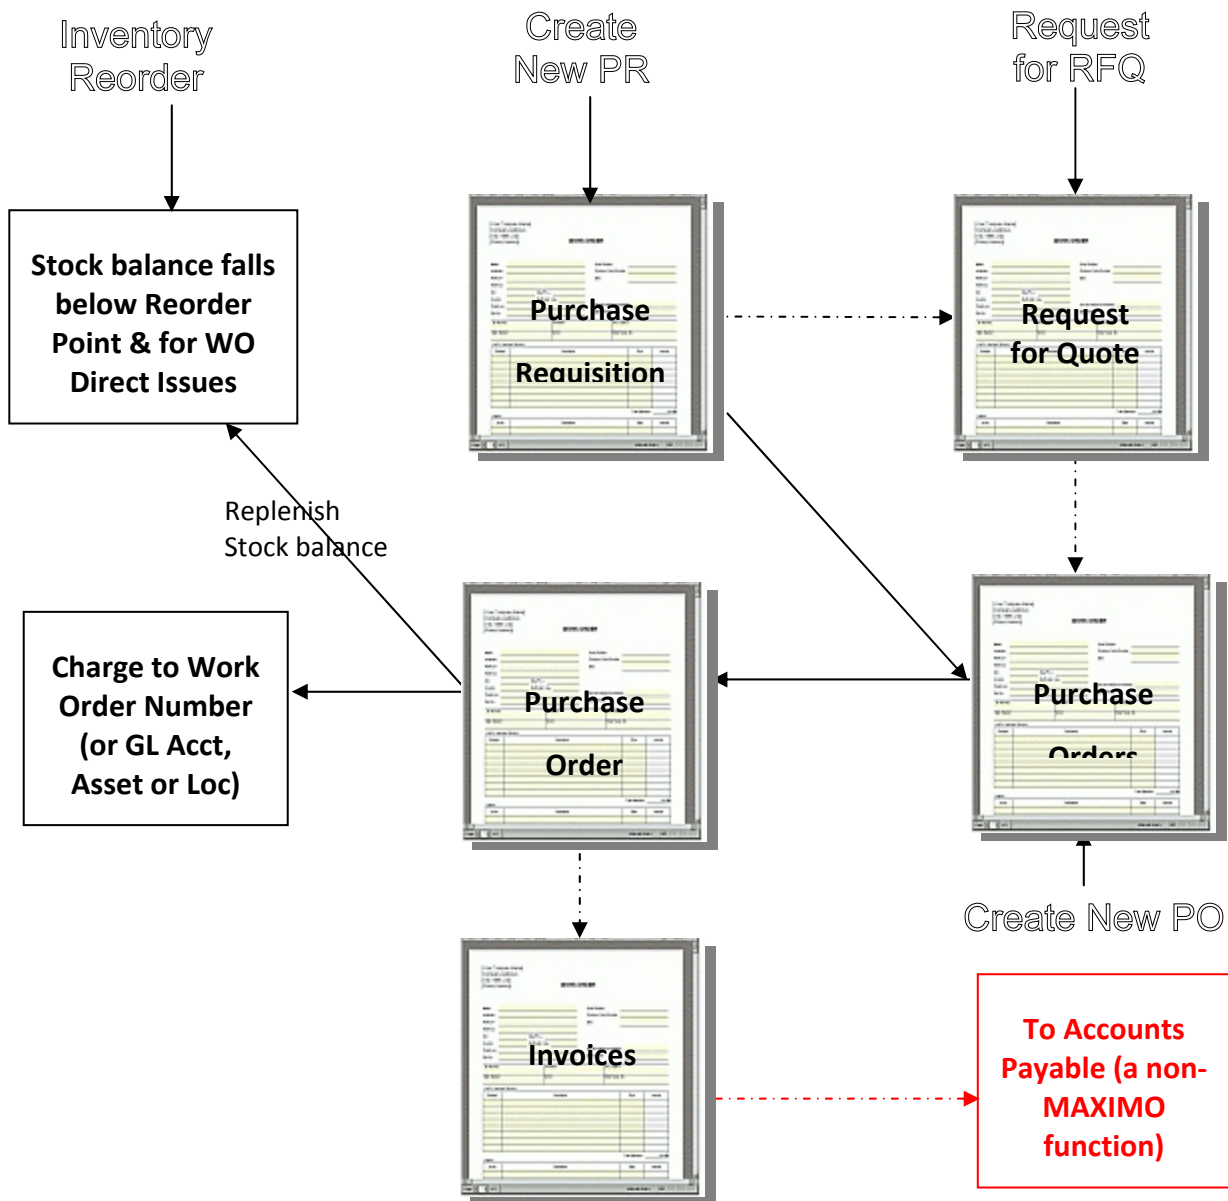 Inventory
Reorder
Create
New PR
Request
for RFQ
Stock balance falls
below Reorder
Point & for WO
Direct Issues
Purchase
Requisition
Request
for Quote
Replenish
Stock balance
Charge to Work
Order Number
(or GL Acct,
Asset or Loc)
Purchase
Order
Purchase
Orders
Create New PO
Invoices
To Accounts
Payable (a non-
MAXIMO
function)